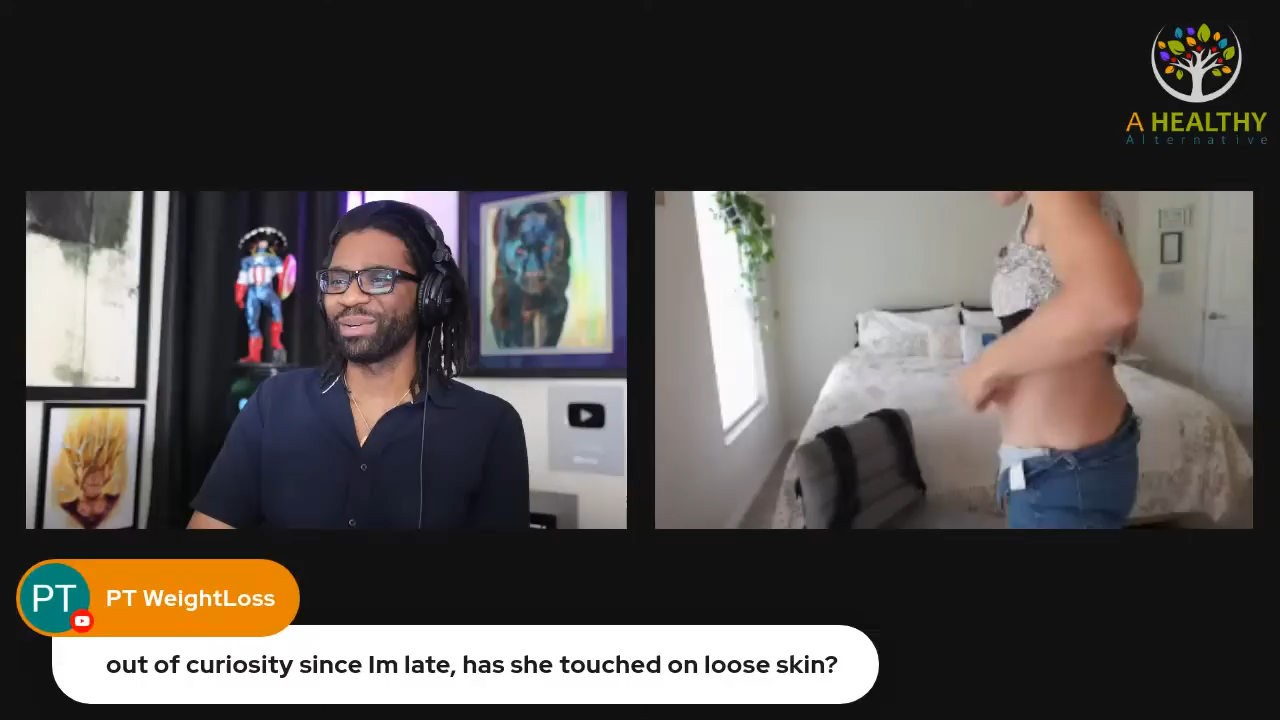 A HEALTHY
Alternative
PT
PT WeightLoss
out of curiosity since Im late, has she touched on loose skin?